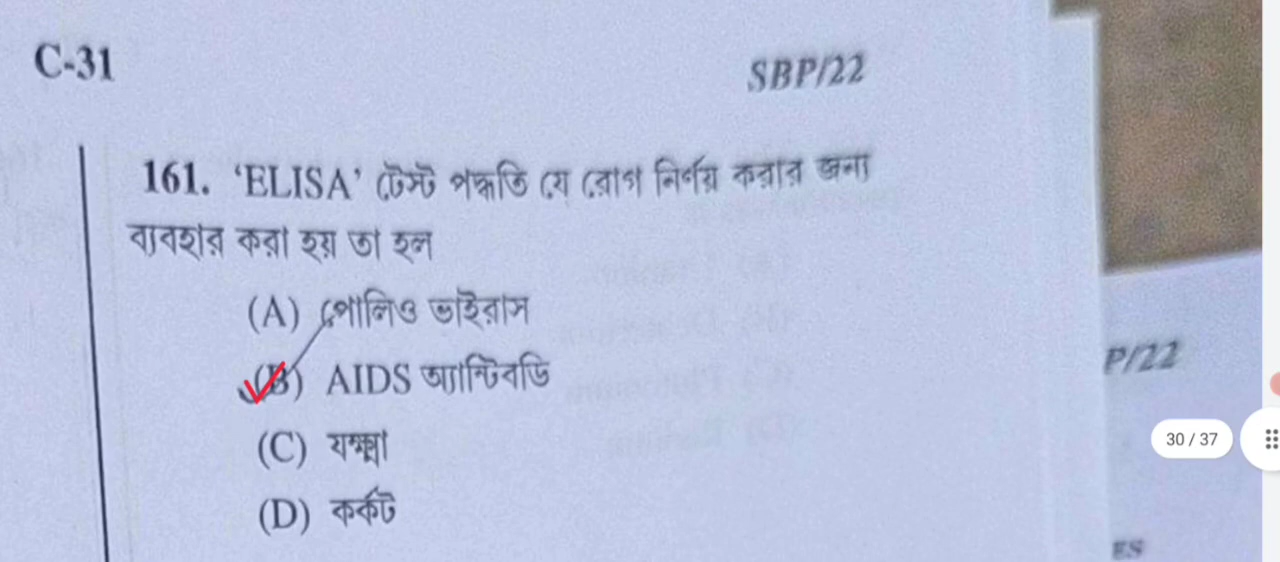 C-31
SBP/22
161. 'ELISA' টেস্ট পদ্ধতি যে রোগ নির্ণয় করার জন্য
ব্যবহার করা হয় তা হল
(A) পোলিও ভাইরাস
(B) AIDS অ্যান্টিবডি
(C) যক্ষ্মা
(D) কর্কট
P/22
30 / 37
ES